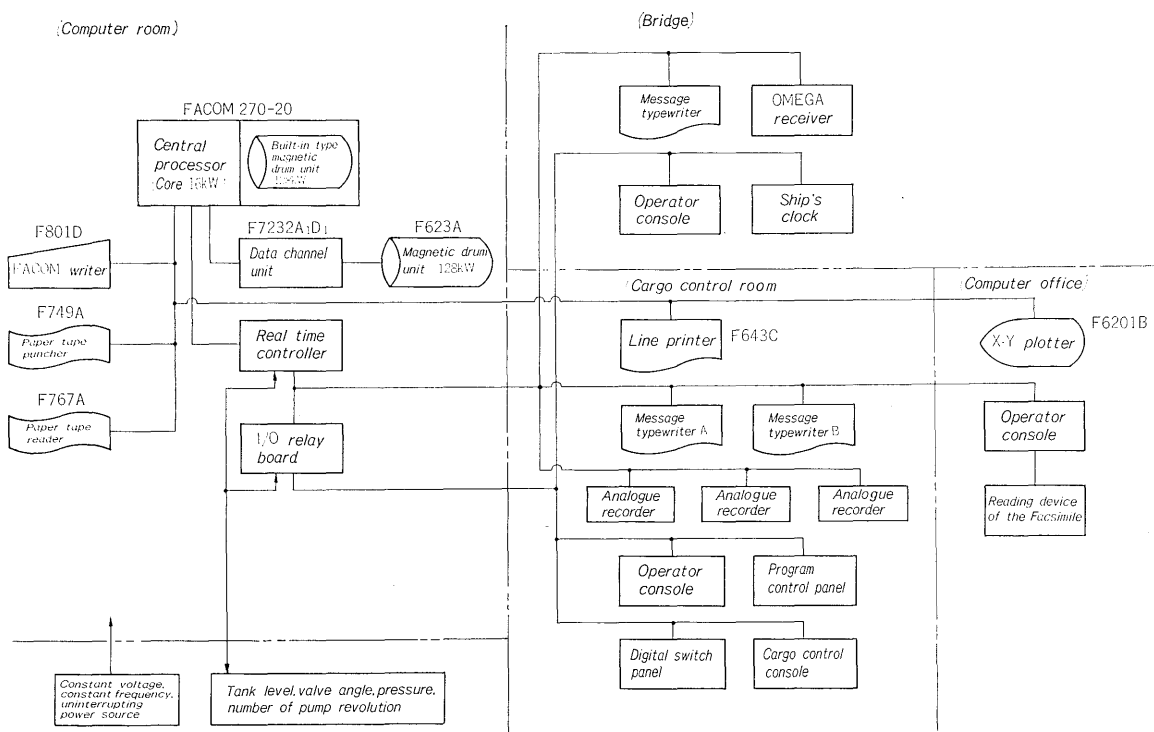 (Computer room)
FACOM 270-20
Central
processor
(Core 16kW)
Built-in type
magnetic
drum unit
F801D
FACOM writer
F7232A1D1
Data channel
unit
F623A
Magnetic drum
unit 128kW
F749A
Paper tape
puncher
Real time
controller
F767A
Paper tape
reader
I/O relay
board
Constant voltage,
constant frequency,
uninterrupting
power source
Tank level, valve angle, pressure,
number of pump revolution
(Bridge)
Message
typewriter
OMEGA
receiver
Operator
console
Ship's
clock
(Cargo control room
Line printer
F643C
Message
typewriter A
Message
typewriter B
Analogue
recorder
Analogue
recorder
Analogue
recorder
Operator
console
Program
control panel
Digital switch
panel
Cargo control
console
(Computer office)
X-Y plotter
F6201B
Operator
console
Reading device
of the Facsimile